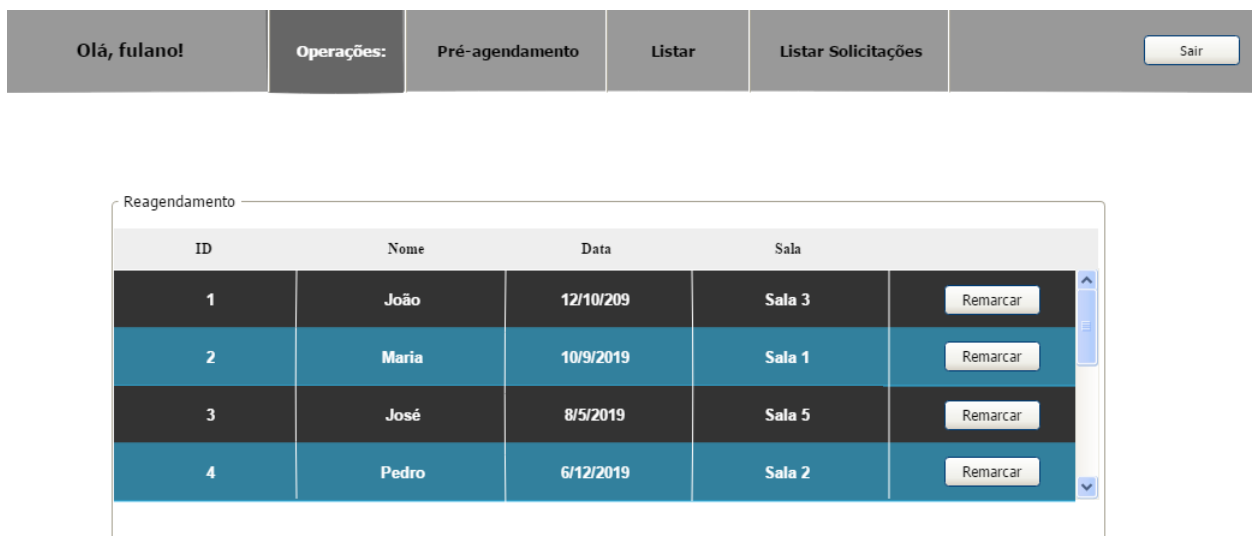 Olá, fulano! Operações: Pré-agendamento Listar Listar Solicitações Sair
Reagendamento
ID Nome Data Sala
1 João 12/10/209 Sala 3 Remarcar
2 Maria 10/9/2019 Sala 1 Remarcar
3 José 8/5/2019 Sala 5 Remarcar
4 Pedro 6/12/2019 Sala 2 Remarcar